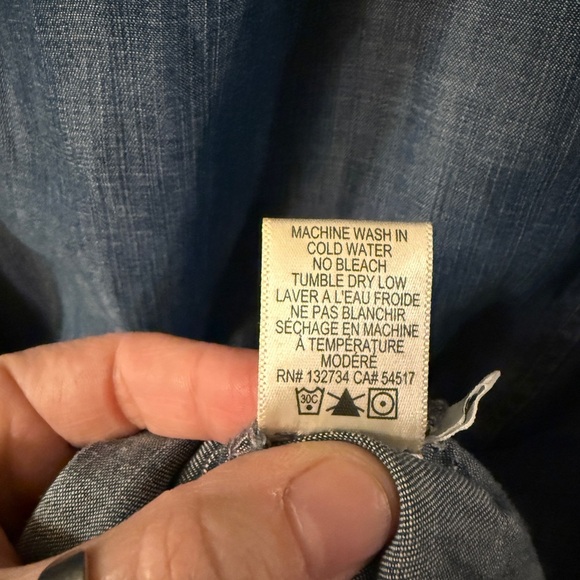 MACHINE WASH IN
COLD WATER
NO BLEACH
TUMBLE DRY LOW
LAVER A L'EAU FROIDE
NE PAS BLANCHIR
SÉCHAGE EN MACHINE
À TEMPÉRATURE
MODÉRÉ
RN# 132734 CA# 54517
30C